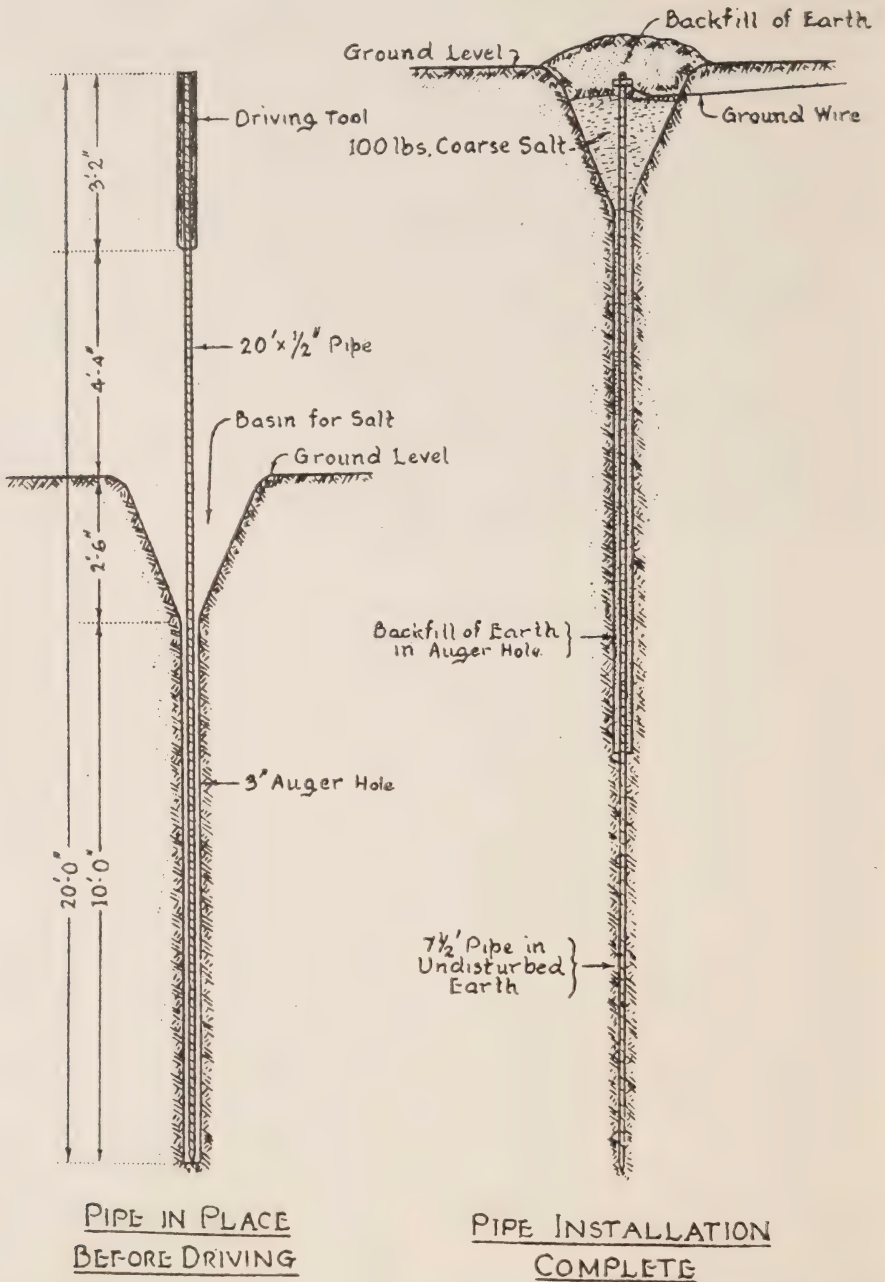 Driving Tool
3'-2"
20'x 1/2" Pipe
4'-4"
Basin for Salt
Ground Level
2'-6"
3" Auger Hole
20'-0"
10'-0"
PIPE IN PLACE
BEFORE DRIVING
Backfill of Earth
Ground Level
Ground Wire
100 lbs, Coarse Salt
Backfill of Earth
in Auger Hole.
7½' Pipe in
Undisturbed
Earth
PIPE INSTALLATION
COMPLETE